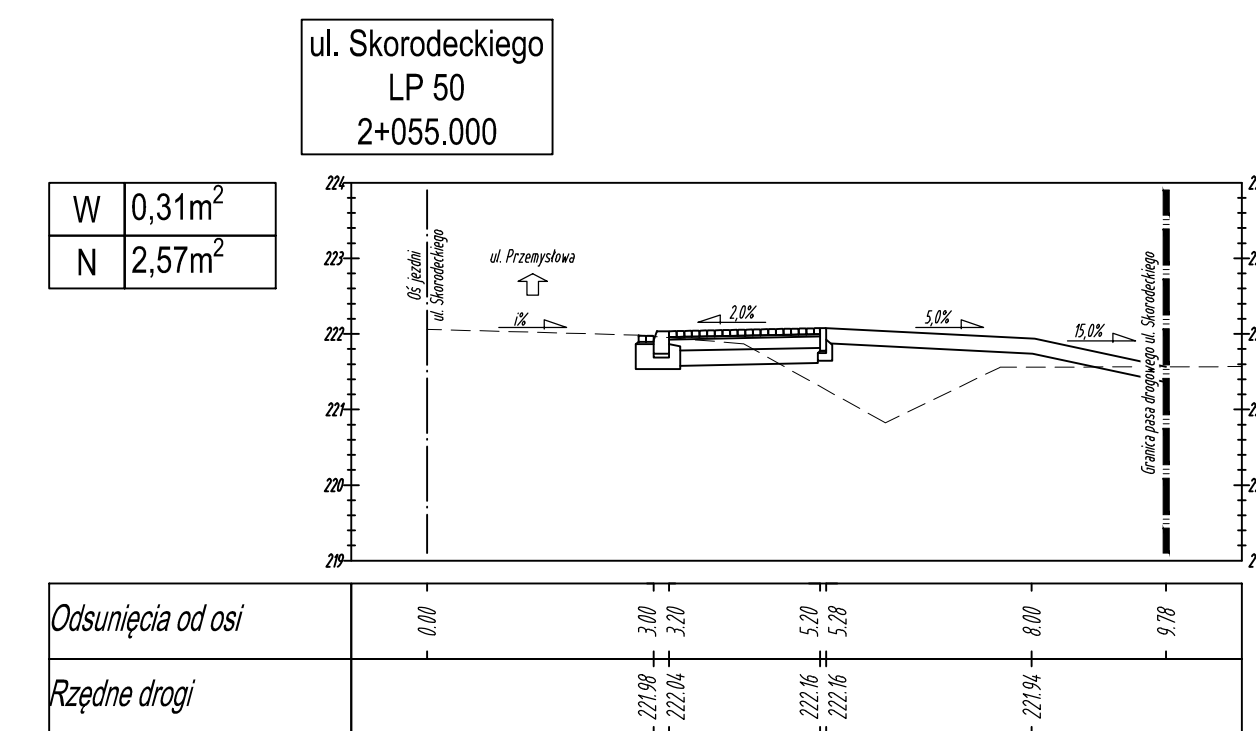 ul. Skorodeckiego
LP 50
2+055.000
W 0,31m²
N 2,57m²
224
223
222
221
220
219
Oś jezdni
ul. Skorodeckiego
ul. Przemysłowa
i%
2,0%
5,0%
15,0%
Granica pasa drogowego ul. Skorodeckiego
Odsunięcia od osi 0.00 3.00 3.20 5.20 5.28 8.00 9.78
Rzędne drogi 221.98 222.04 222.16 222.16 221.94